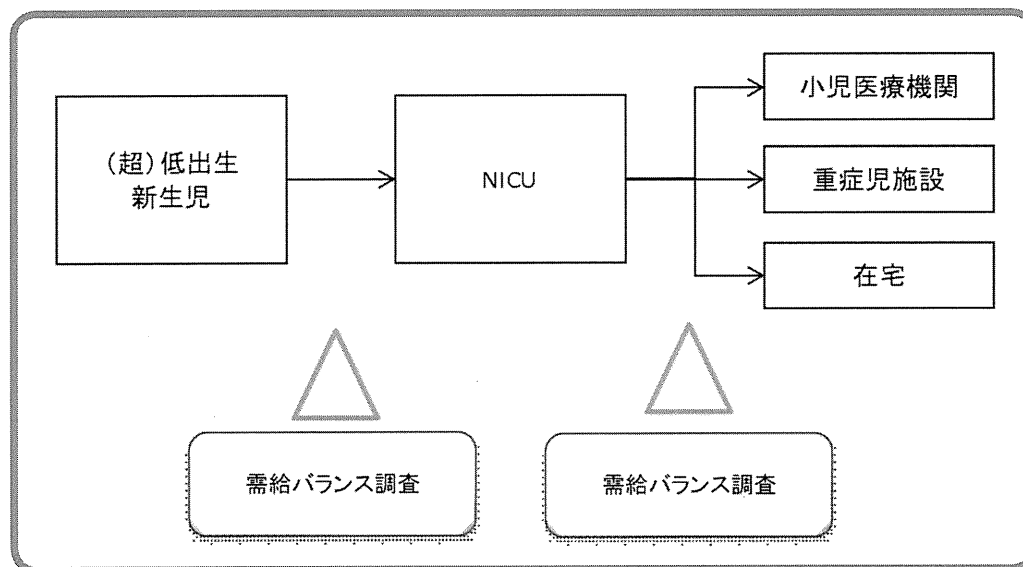 (超)低出生
新生児
NICU
小児医療機関
重症児施設
在宅
需給バランス調査
需給バランス調査